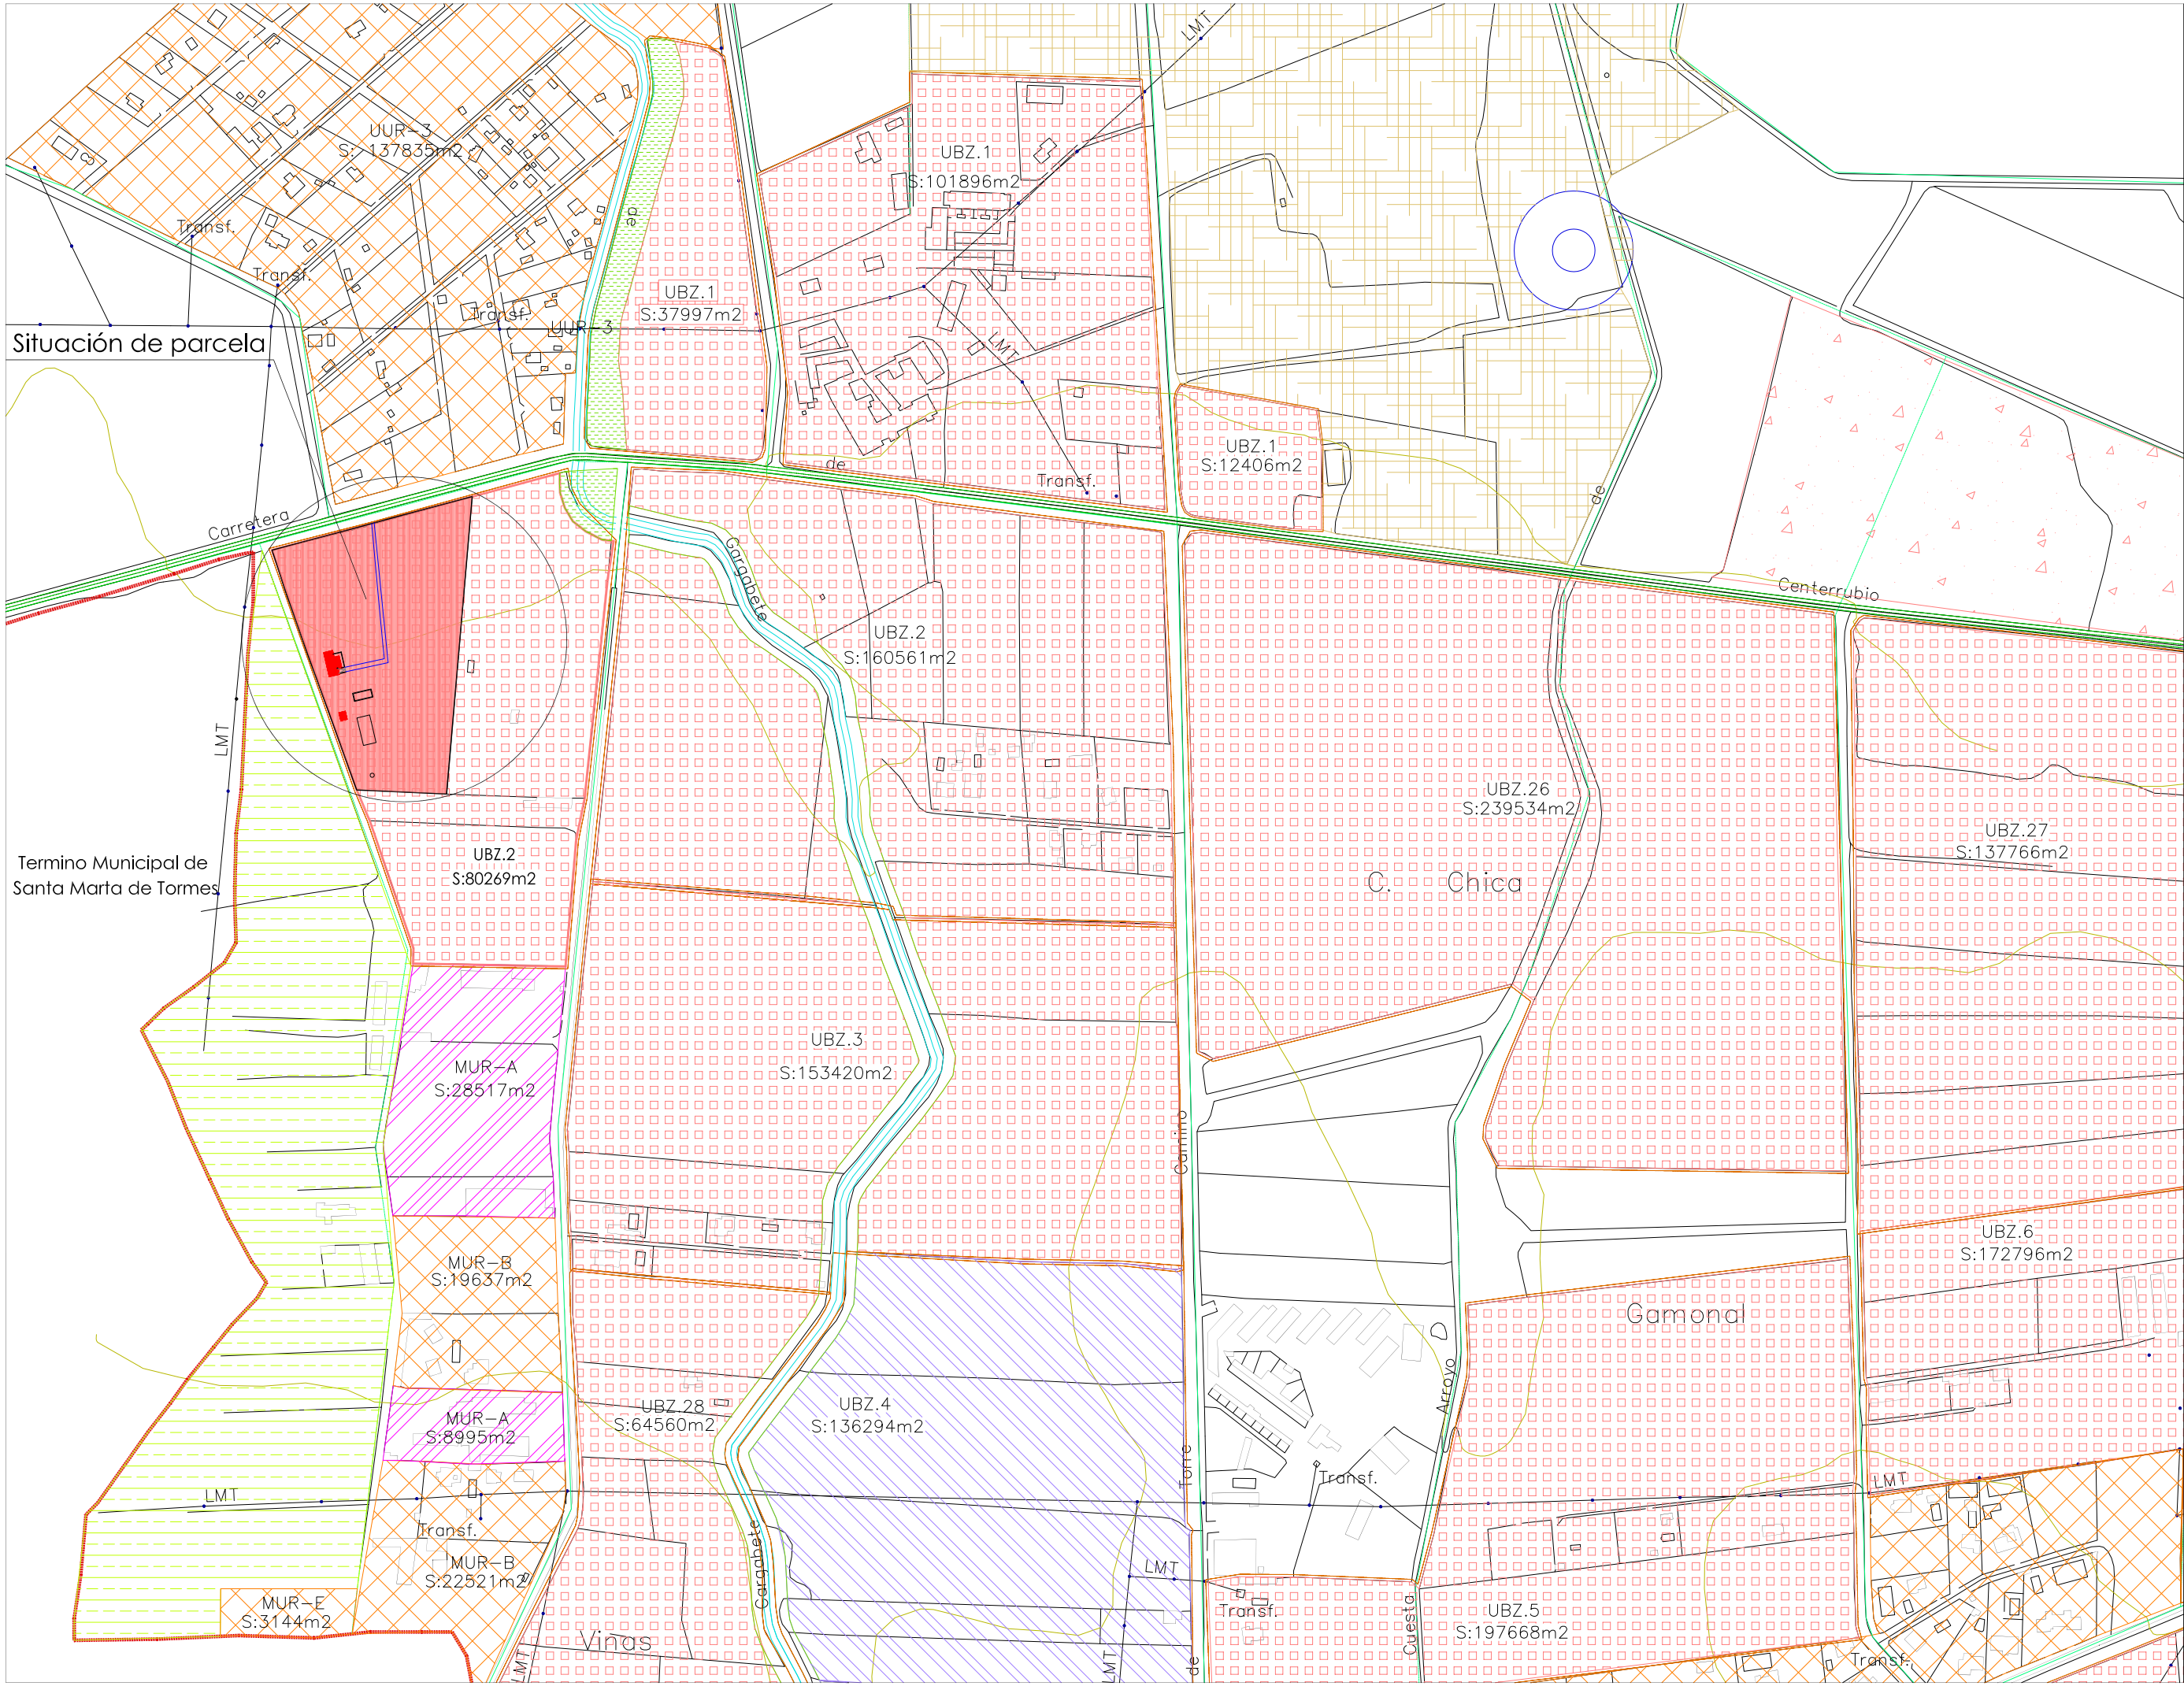 LMT
UUR-3
S: 137835m2
UBZ.1
S:101896m2
de
Transf.
Transf.
UBZ.1
S:37997m2
Transf.
UUR-3
Situación de parcela
LMT
UBZ.1
S:12406m2
de
Transf.
de
Carretera
Gargabete
Centerrubio
UBZ.2
S:160561m2
LMT
UBZ.26
S:239534m2
UBZ.27
S:137766m2
Termino Municipal de
Santa Marta de Tormes
UBZ.2
S:80269m2
C. Chica
UBZ.3
S:153420m2
MUR-A
S:28517m2
Camino
UBZ.6
S:172796m2
MUR-B
S:19637m2
Gamonal
Arroyo
UBZ.28
S:64560m2
UBZ.4
S:136294m2
MUR-A
S:8995m2
Torre
Transf.
LMT
LMT
Transf.
MUR-B
S:22521m2
Gargabete
LMT
MUR-E
S:3144m2
Transf.
Cuesta
UBZ.5
S:197668m2
Vinas
LMT
LMT
de
Transf.